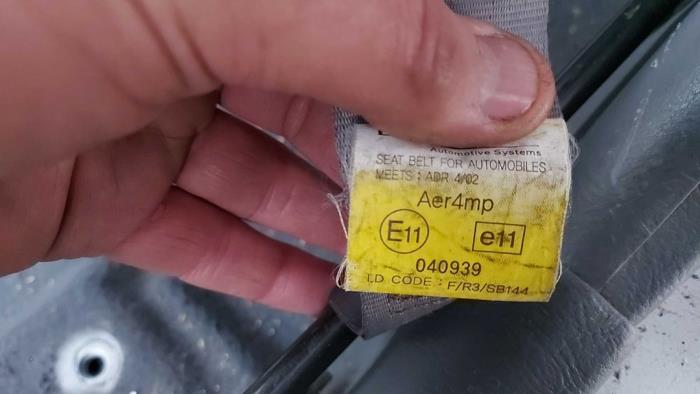 Automotive Systems
SEAT BELT FOR AUTOMOBILES
MEETS : ADR 4/02
Aer4mp
E11 e11
040939
I.D CODE : F/R3/SB144